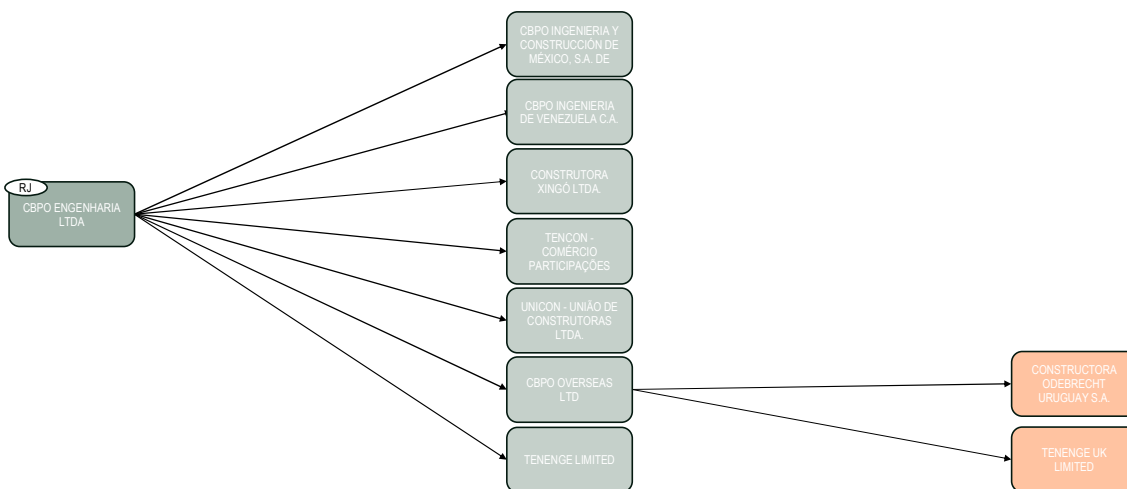 RJ
CBPO ENGENHARIA
LTDA
CBPO INGENIERIA Y
CONSTRUCCIÓN DE
MÉXICO, S.A. DE
CBPO INGENIERIA
DE VENEZUELA C.A.
CONSTRUTORA
XINGÓ LTDA.
TENCON -
COMÉRCIO
PARTICIPAÇÕES
UNICON - UNIÃO DE
CONSTRUTORAS
LTDA.
CBPO OVERSEAS
LTD
TENENGE LIMITED
CONSTRUCTORA
ODEBRECHT
URUGUAY S.A.
TENENGE UK
LIMITED